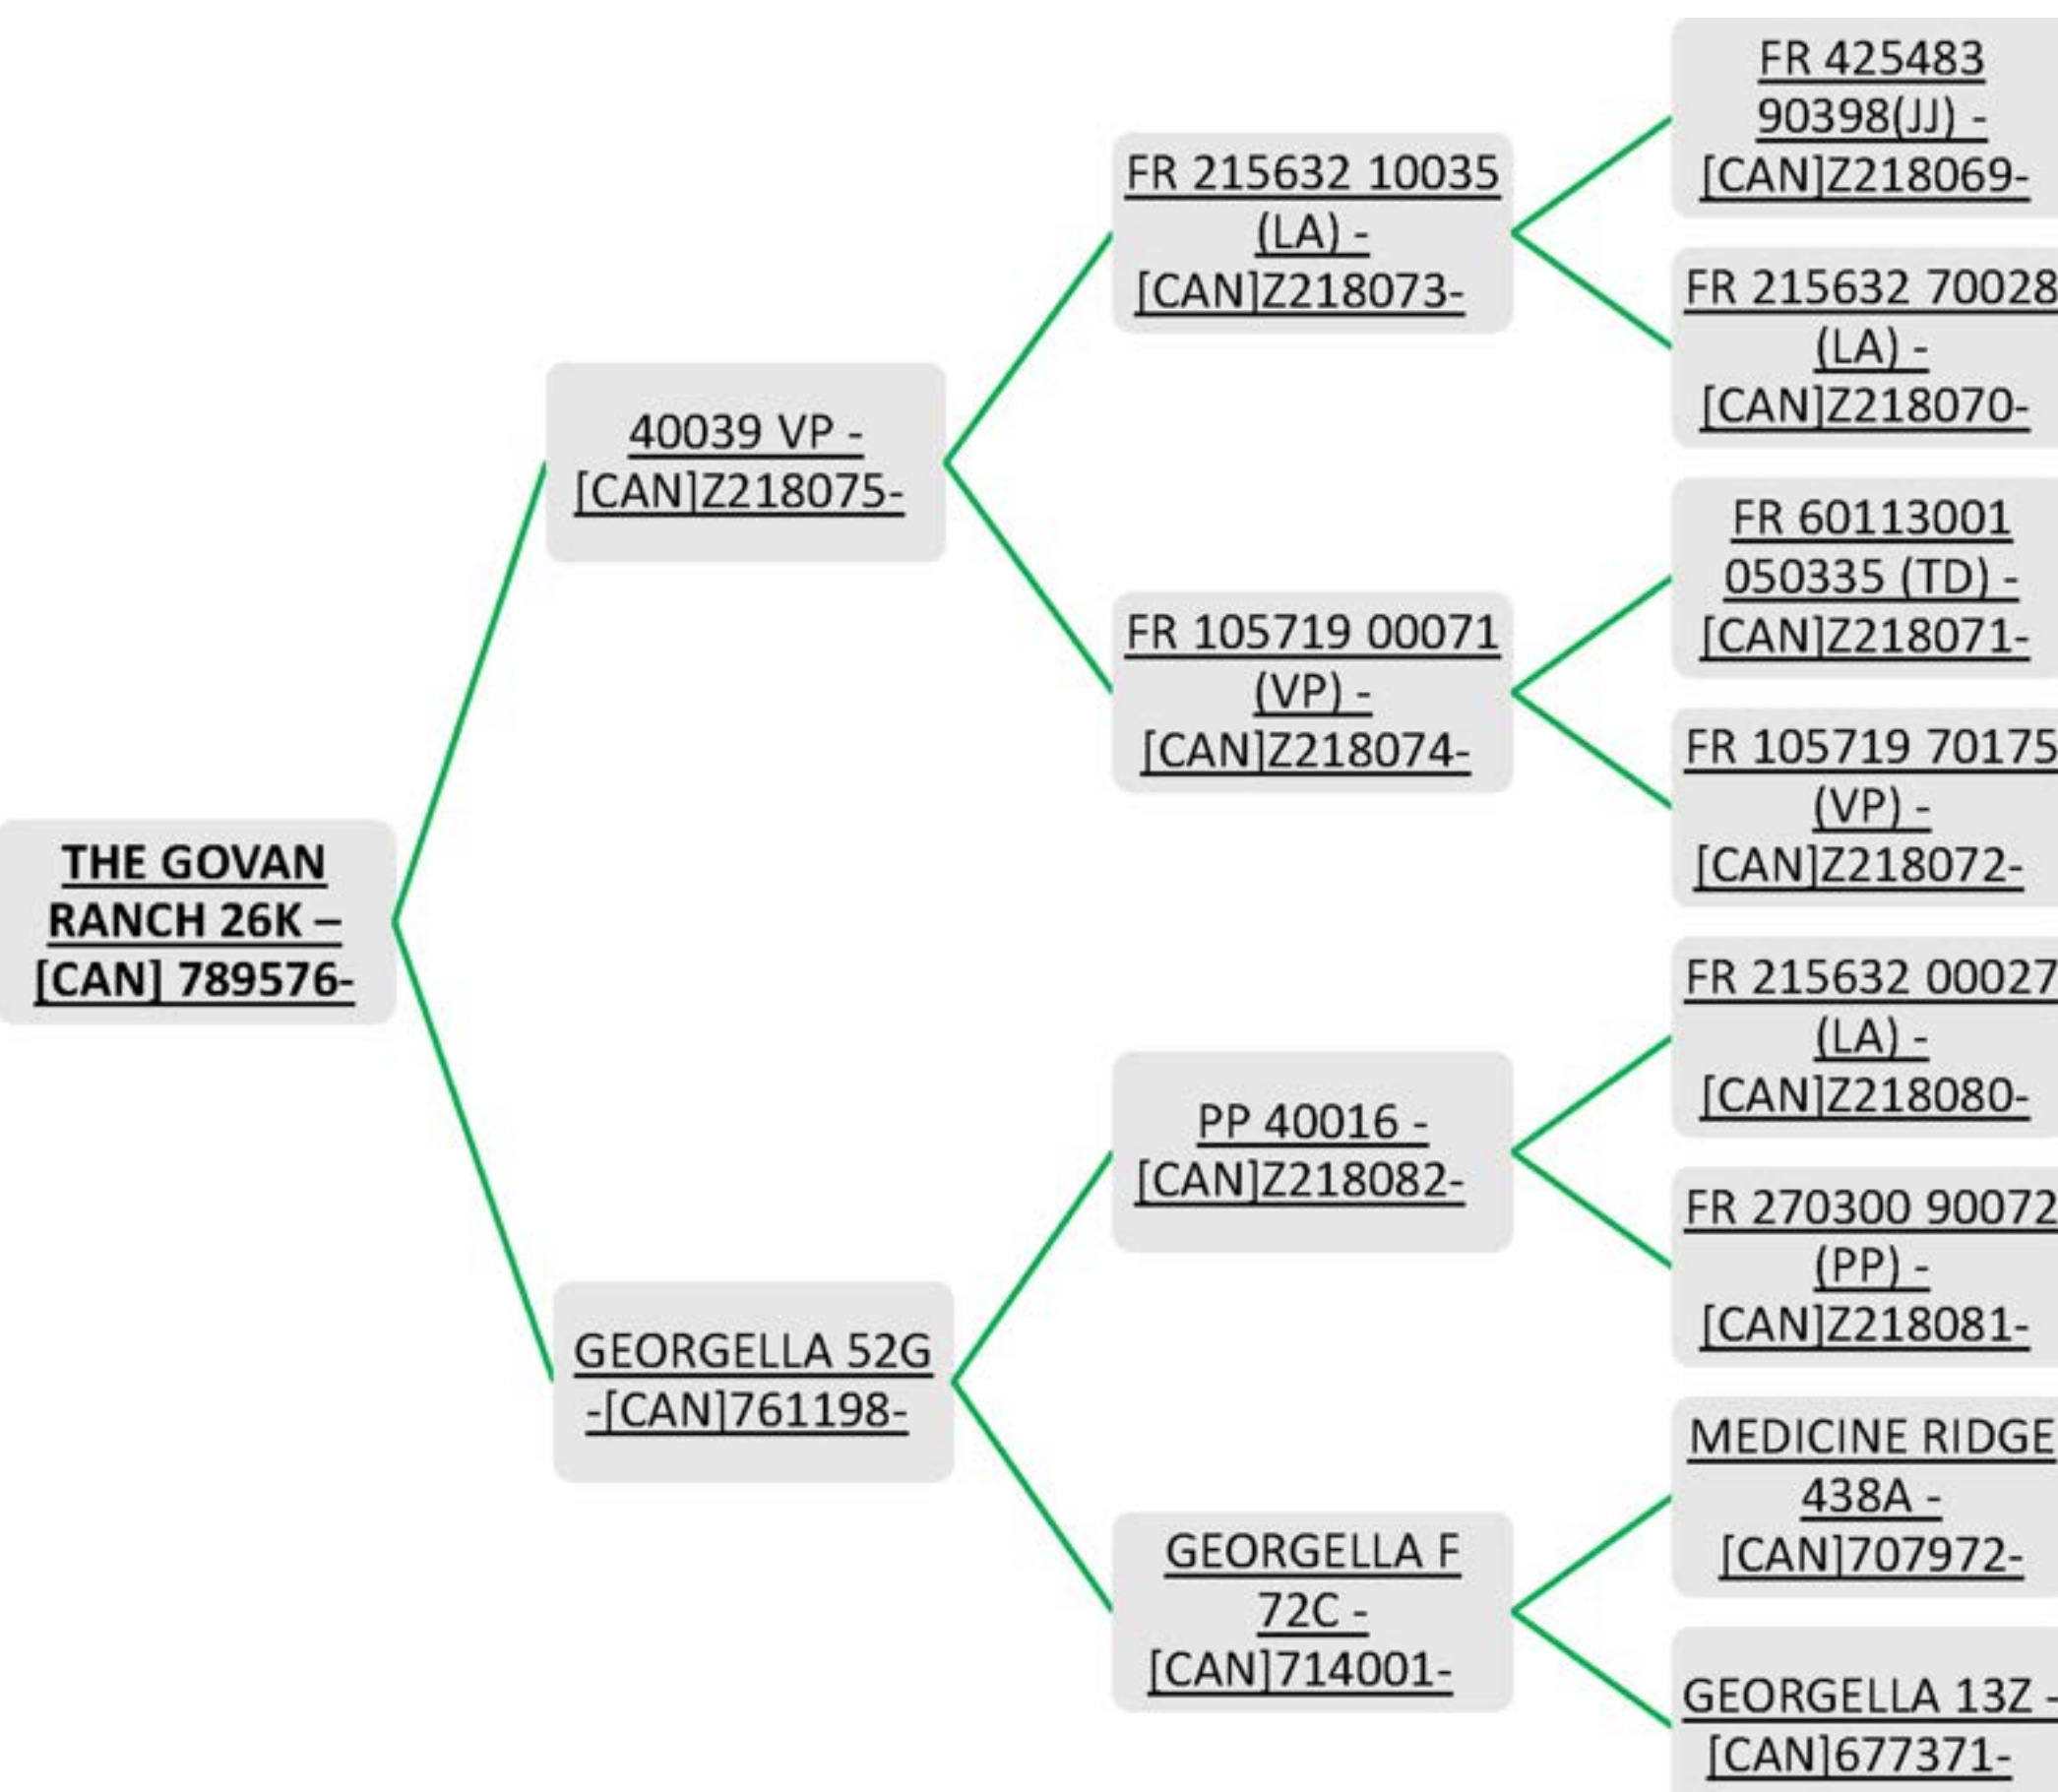 THE GOVAN
RANCH 26K –
[CAN] 789576-
40039 VP -
[CAN]Z218075-
GEORGELLA 52G
-[CAN]761198-
FR 215632 10035
(LA) -
[CAN]Z218073-
FR 105719 00071
(VP) -
[CAN]Z218074-
PP 40016 -
[CAN]Z218082-
GEORGELLA F
72C -
[CAN]714001-
FR 425483
90398(JJ) -
[CAN]Z218069-
FR 215632 70028
(LA) -
[CAN]Z218070-
FR 60113001
050335 (TD) -
[CAN]Z218071-
FR 105719 70175
(VP) -
[CAN]Z218072-
FR 215632 00027
(LA) -
[CAN]Z218080-
FR 270300 90072
(PP) -
[CAN]Z218081-
MEDICINE RIDGE
438A -
[CAN]707972-
GEORGELLA 13Z -
[CAN]677371-